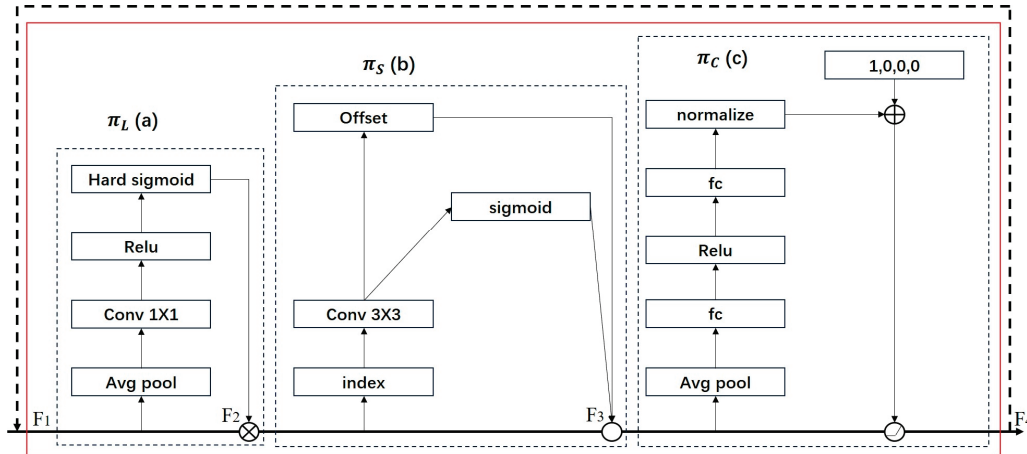 π_L (a)
Hard sigmoid
Relu
Conv 1X1
Avg pool
π_S (b)
Offset
sigmoid
Conv 3X3
index
π_C (c)
1,0,0,0
normalize
fc
Relu
fc
Avg pool
F1
F2
F3